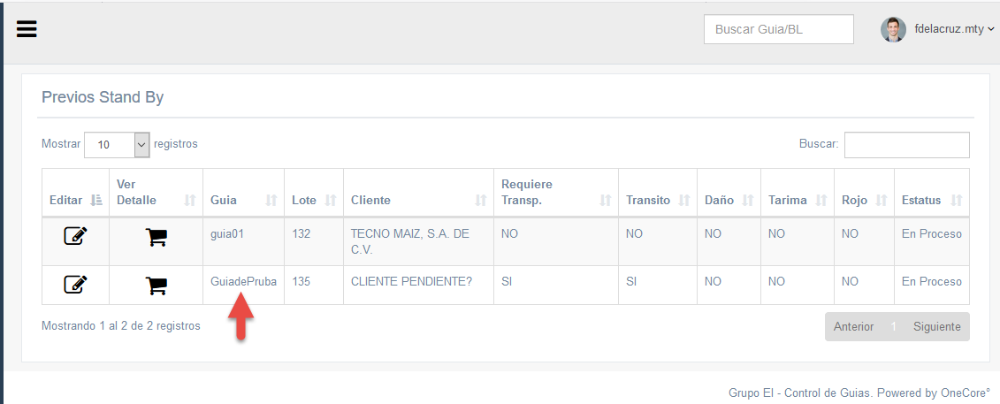 Buscar Guia/BL
fdelacruz.mty
Previos Stand By
Mostrar 10 registros
Buscar:
Editar Ver Detalle Guia Lote Cliente Requiere Transp. Transito Daño Tarima Rojo Estatus
guia01 132 TECNO MAIZ, S.A. DE C.V. NO NO NO NO NO En Proceso
GuiadePruba 135 CLIENTE PENDIENTE? SI SI NO NO NO En Proceso
Mostrando 1 al 2 de 2 registros
Anterior 1 Siguiente
Grupo EI - Control de Guias. Powered by OneCore°